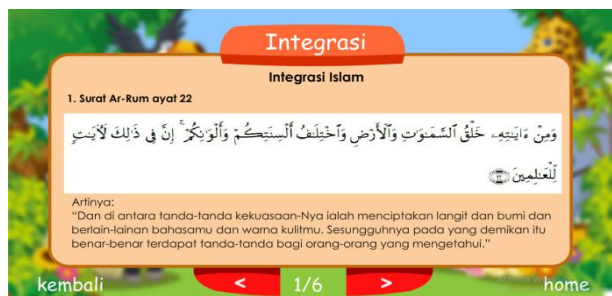 Integrasi
Integrasi Islam
1. Surat Ar-Rum ayat 22
وَمِنْ ءَايَـٰتِهِۦ خَلْقُ ٱلسَّمَـٰوَٰتِ وَٱلْأَرْضِ وَٱخْتِلَـٰفُ أَلْسِنَتِكُمْ وَأَلْوَٰنِكُمْ ۚ إِنَّ فِى ذَٰلِكَ لَـَٔايَـٰتٍ
لِّلْعَـٰلِمِينَ ﴿٢٢﴾
Artinya:
“Dan di antara tanda-tanda kekuasaan-Nya ialah menciptakan langit dan bumi dan
berlain-lainan bahasamu dan warna kulitmu. Sesungguhnya pada yang demikan itu
benar-benar terdapat tanda-tanda bagi orang-orang yang mengetahui.”
kembali < 1/6 > home